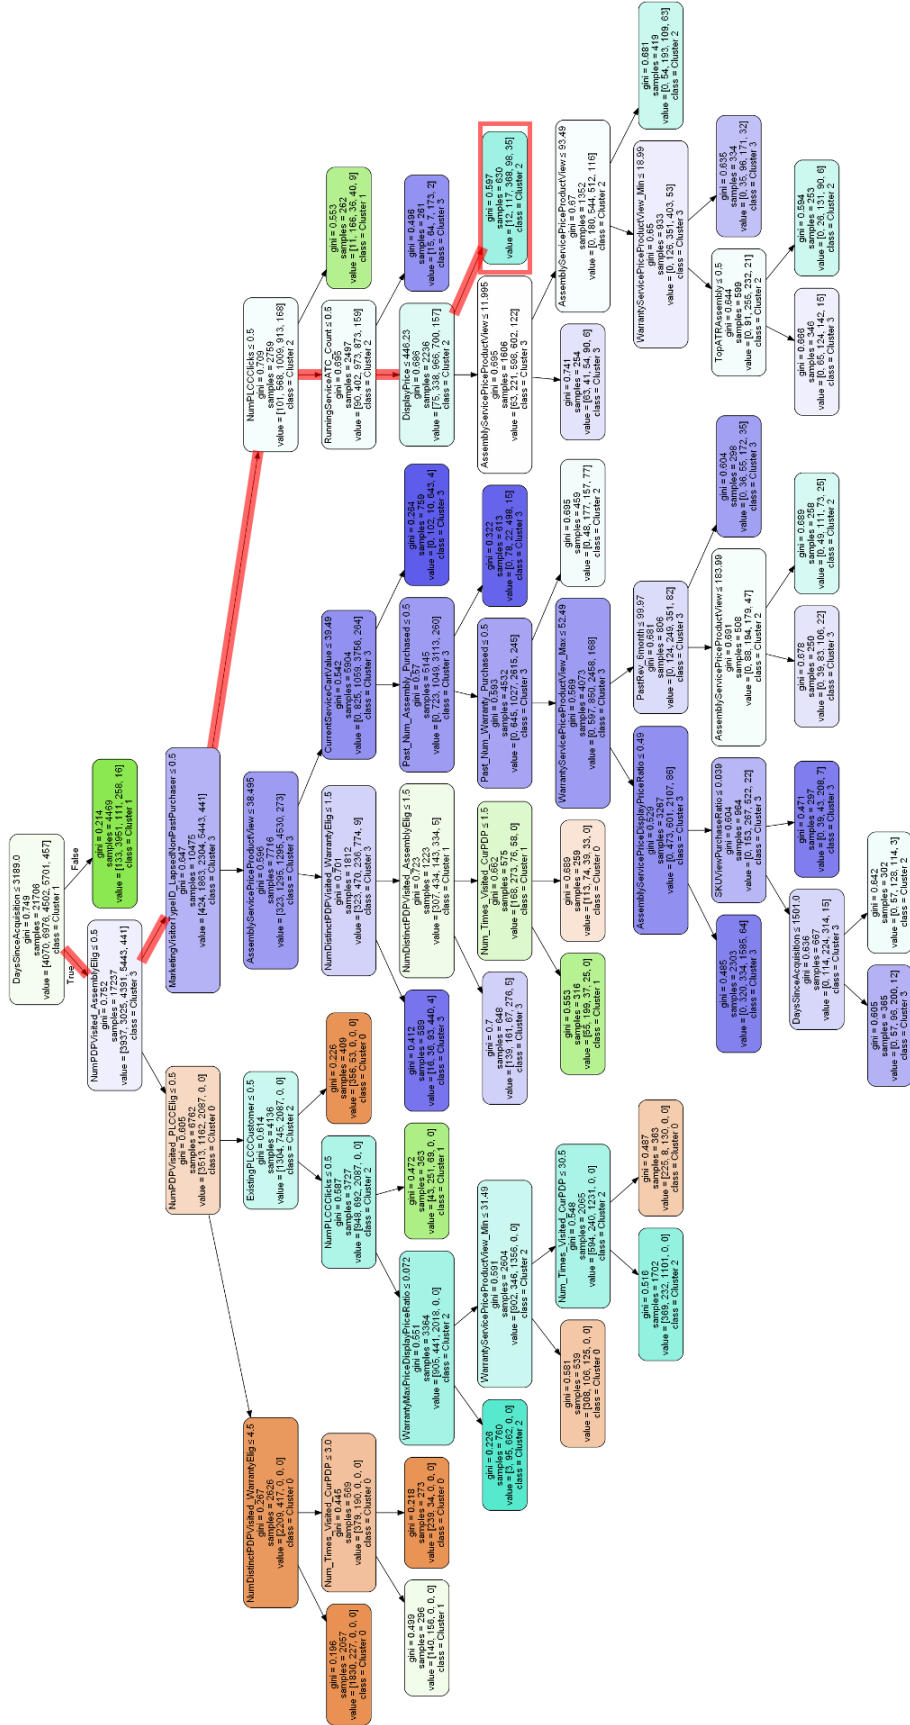 DaysSinceAcquisition ≤ 3189.0
gini = 0.749
samples = 21706
value = [4070, 6976, 4502, 5701, 457]
class = Cluster 1
True
False
NumPDPVisited_AssemblyElig ≤ 0.5
gini = 0.752
samples = 17237
value = [3937, 3025, 4391, 5443, 441]
class = Cluster 3
gini = 0.214
samples = 4469
value = [133, 3951, 111, 258, 16]
class = Cluster 1
NumPDPVisited_PLCCElig ≤ 0.5
gini = 0.605
samples = 6762
value = [3513, 1162, 2087, 0, 0]
class = Cluster 0
MarketingVisitorTypeID_LapsedNonPastPurchaser ≤ 0.5
gini = 0.647
samples = 10475
value = [424, 1863, 2304, 5443, 441]
class = Cluster 3
NumDistinctPDPVisited_WarrantyElig ≤ 4.5
gini = 0.267
samples = 2626
value = [2209, 417, 0, 0, 0]
class = Cluster 0
ExistingPLCCCustomer ≤ 0.5
gini = 0.614
samples = 4136
value = [1304, 745, 2087, 0, 0]
class = Cluster 2
AssemblyServicePriceProductView ≤ 38.495
gini = 0.596
samples = 7716
value = [323, 1295, 1295, 4530, 273]
class = Cluster 3
NumPLCCClicks ≤ 0.5
gini = 0.709
samples = 2759
value = [101, 568, 1009, 913, 168]
class = Cluster 2
gini = 0.196
samples = 2057
value = [1830, 227, 0, 0, 0]
class = Cluster 0
Num_Times_Visited_CurPDP ≤ 3.0
gini = 0.445
samples = 569
value = [379, 190, 0, 0, 0]
class = Cluster 0
NumPLCCClicks ≤ 0.5
gini = 0.587
samples = 3727
value = [948, 692, 2087, 0, 0]
class = Cluster 2
gini = 0.226
samples = 409
value = [356, 53, 0, 0, 0]
class = Cluster 0
NumDistinctPDPVisited_WarrantyElig ≤ 1.5
gini = 0.701
samples = 1812
value = [323, 470, 236, 774, 9]
class = Cluster 3
CurrentServiceCartValue ≤ 39.49
gini = 0.542
samples = 5904
value = [0, 825, 1059, 3756, 264]
class = Cluster 3
RunningServiceATC_Count ≤ 0.5
gini = 0.695
samples = 2497
value = [90, 402, 973, 873, 159]
class = Cluster 2
gini = 0.553
samples = 262
value = [11, 166, 36, 40, 9]
class = Cluster 1
gini = 0.499
samples = 296
value = [140, 156, 0, 0, 0]
class = Cluster 1
gini = 0.218
samples = 273
value = [239, 34, 0, 0, 0]
class = Cluster 0
WarrantyMaxPriceDisplayPriceRatio ≤ 0.072
gini = 0.551
samples = 3364
value = [905, 441, 2018, 0, 0]
class = Cluster 2
gini = 0.472
samples = 363
value = [43, 251, 69, 0, 0]
class = Cluster 1
gini = 0.412
samples = 589
value = [16, 36, 93, 440, 4]
class = Cluster 3
NumDistinctPDPVisited_AssemblyElig ≤ 1.5
gini = 0.723
samples = 1223
value = [307, 434, 143, 334, 5]
class = Cluster 1
Past_Num_Assembly_Purchased ≤ 0.5
gini = 0.57
samples = 5145
value = [0, 723, 1049, 3113, 260]
class = Cluster 3
gini = 0.264
samples = 759
value = [0, 102, 10, 643, 4]
class = Cluster 3
DisplayPrice ≤ 446.23
gini = 0.686
samples = 2236
value = [75, 338, 966, 700, 157]
class = Cluster 2
gini = 0.496
samples = 261
value = [15, 64, 7, 173, 2]
class = Cluster 3
gini = 0.226
samples = 760
value = [3, 95, 662, 0, 0]
class = Cluster 2
WarrantyServicePriceProductView_Min ≤ 31.49
gini = 0.591
samples = 2604
value = [902, 346, 1356, 0, 0]
class = Cluster 2
gini = 0.7
samples = 648
value = [139, 161, 67, 276, 5]
class = Cluster 3
Num_Times_Visited_CurPDP ≤ 1.5
gini = 0.662
samples = 575
value = [168, 273, 76, 58, 0]
class = Cluster 1
Past_Num_Warranty_Purchased ≤ 0.5
gini = 0.593
samples = 4532
value = [0, 645, 1027, 2615, 245]
class = Cluster 3
gini = 0.322
samples = 613
value = [0, 78, 22, 498, 15]
class = Cluster 3
AssemblyServicePriceProductView ≤ 11.995
gini = 0.695
samples = 1606
value = [63, 221, 598, 602, 122]
class = Cluster 3
gini = 0.597
samples = 630
value = [12, 117, 368, 98, 35]
class = Cluster 2
gini = 0.581
samples = 539
value = [308, 106, 125, 0, 0]
class = Cluster 0
Num_Times_Visited_CurPDP ≤ 30.5
gini = 0.548
samples = 2065
value = [594, 240, 1231, 0, 0]
class = Cluster 2
gini = 0.553
samples = 316
value = [55, 199, 37, 25, 0]
class = Cluster 1
gini = 0.689
samples = 259
value = [113, 74, 39, 33, 0]
class = Cluster 0
WarrantyServicePriceProductView_Max ≤ 52.49
gini = 0.569
samples = 4073
value = [0, 597, 850, 2458, 168]
class = Cluster 3
gini = 0.695
samples = 459
value = [0, 48, 177, 157, 77]
class = Cluster 2
gini = 0.741
samples = 254
value = [63, 41, 54, 90, 6]
class = Cluster 3
AssemblyServicePriceProductView ≤ 93.49
gini = 0.67
samples = 1352
value = [0, 180, 544, 512, 116]
class = Cluster 2
gini = 0.516
samples = 1702
value = [369, 232, 1101, 0, 0]
class = Cluster 2
gini = 0.487
samples = 363
value = [225, 8, 130, 0, 0]
class = Cluster 0
AssemblyServicePriceDisplayPriceRatio ≤ 0.49
gini = 0.529
samples = 3267
value = [0, 473, 601, 2107, 86]
class = Cluster 3
PastRev_6month ≤ 99.97
gini = 0.681
samples = 806
value = [0, 124, 249, 351, 82]
class = Cluster 3
WarrantyServicePriceProductView_Min ≤ 18.99
gini = 0.65
samples = 933
value = [0, 126, 351, 403, 53]
class = Cluster 3
gini = 0.681
samples = 419
value = [0, 54, 193, 109, 63]
class = Cluster 2
gini = 0.485
samples = 2303
value = [0, 320, 334, 1585, 64]
class = Cluster 3
SKUViewPurchaseRatio ≤ 0.039
gini = 0.604
samples = 964
value = [0, 153, 267, 522, 22]
class = Cluster 3
AssemblyServicePriceProductView ≤ 183.99
gini = 0.691
samples = 508
value = [0, 88, 194, 179, 47]
class = Cluster 2
gini = 0.604
samples = 298
value = [0, 36, 55, 172, 35]
class = Cluster 3
TopATRAssembly ≤ 0.5
gini = 0.644
samples = 599
value = [0, 91, 255, 232, 21]
class = Cluster 2
gini = 0.635
samples = 334
value = [0, 35, 96, 171, 32]
class = Cluster 3
DaysSinceAcquisition ≤ 1501.0
gini = 0.636
samples = 667
value = [0, 114, 224, 314, 15]
class = Cluster 3
gini = 0.471
samples = 297
value = [0, 39, 43, 208, 7]
class = Cluster 3
gini = 0.678
samples = 250
value = [0, 39, 83, 106, 22]
class = Cluster 3
gini = 0.689
samples = 258
value = [0, 49, 111, 73, 25]
class = Cluster 2
gini = 0.666
samples = 346
value = [0, 65, 124, 142, 15]
class = Cluster 3
gini = 0.594
samples = 253
value = [0, 26, 131, 90, 6]
class = Cluster 2
gini = 0.605
samples = 365
value = [0, 57, 96, 200, 12]
class = Cluster 3
gini = 0.642
samples = 302
value = [0, 57, 128, 114, 3]
class = Cluster 2